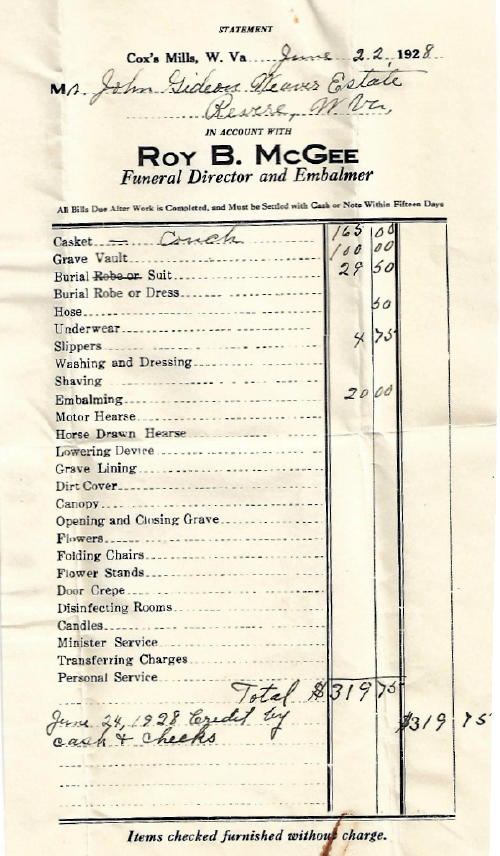 STATEMENT
Cox's Mills, W. Va. June 22, 1928
Mr. John Gideon Weaver Estate
Revere, W Va,
IN ACCOUNT WITH
ROY B. MCGEE
Funeral Director and Embalmer
All Bills Due After Work is Completed, and Must be Settled with Cash or Note Within Fifteen Days
Casket — Couch 165 00
Grave Vault 100 00
Burial Robe or Suit 29 50
Burial Robe or Dress
Hose 50
Underwear
Slippers 4 75
Washing and Dressing
Shaving
Embalming 20 00
Motor Hearse
Horse Drawn Hearse
Lowering Device
Grave Lining
Dirt Cover
Canopy
Opening and Closing Grave
Flowers
Folding Chairs
Flower Stands
Door Crepe
Disinfecting Rooms
Candles
Minister Service
Transferring Charges
Personal Service
Total $319 75
June 24, 1928 Credit by $319 75
cash & checks
Items checked furnished without charge.